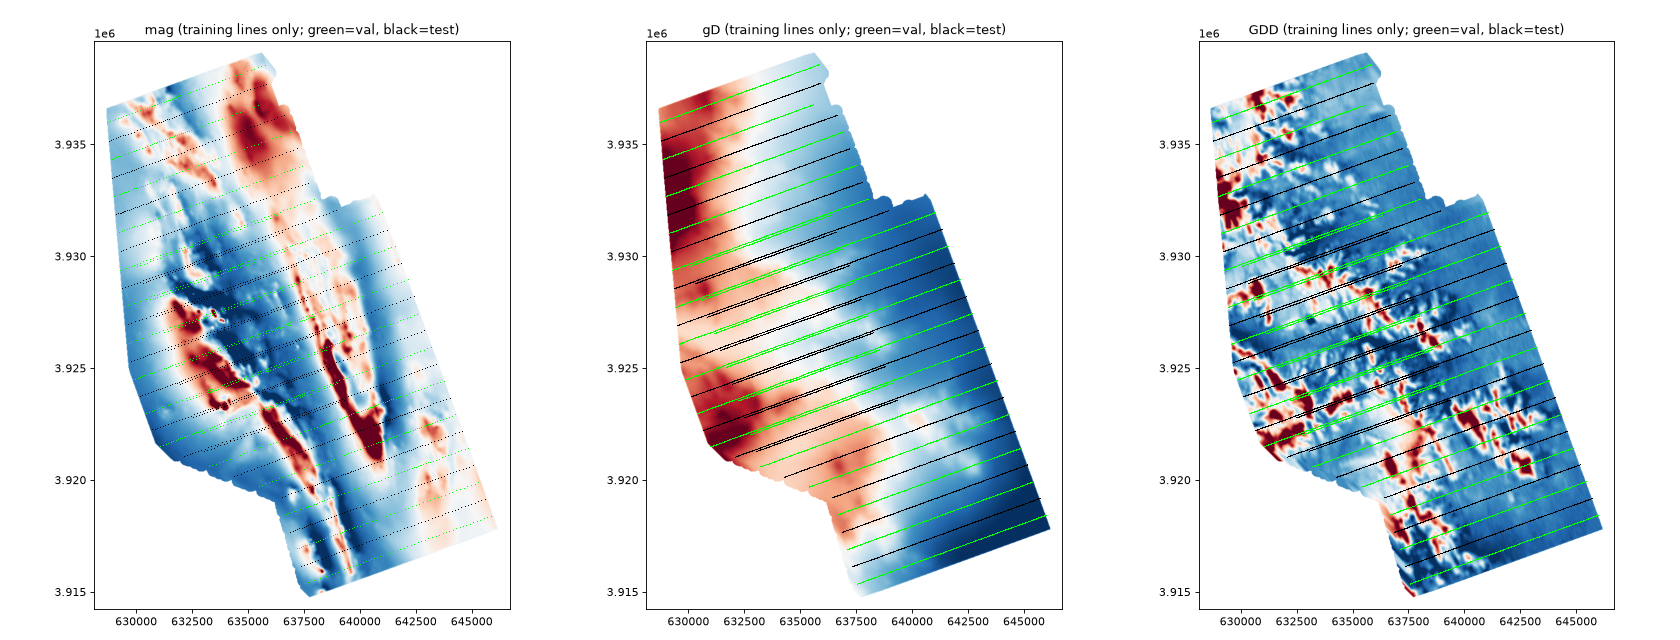 mag (training lines only; green=val, black=test)
1e6
3.935
3.930
3.925
3.920
3.915
630000 632500 635000 637500 640000 642500 645000
gD (training lines only; green=val, black=test)
1e6
3.935
3.930
3.925
3.920
3.915
630000 632500 635000 637500 640000 642500 645000
GDD (training lines only; green=val, black=test)
1e6
3.935
3.930
3.925
3.920
3.915
630000 632500 635000 637500 640000 642500 645000